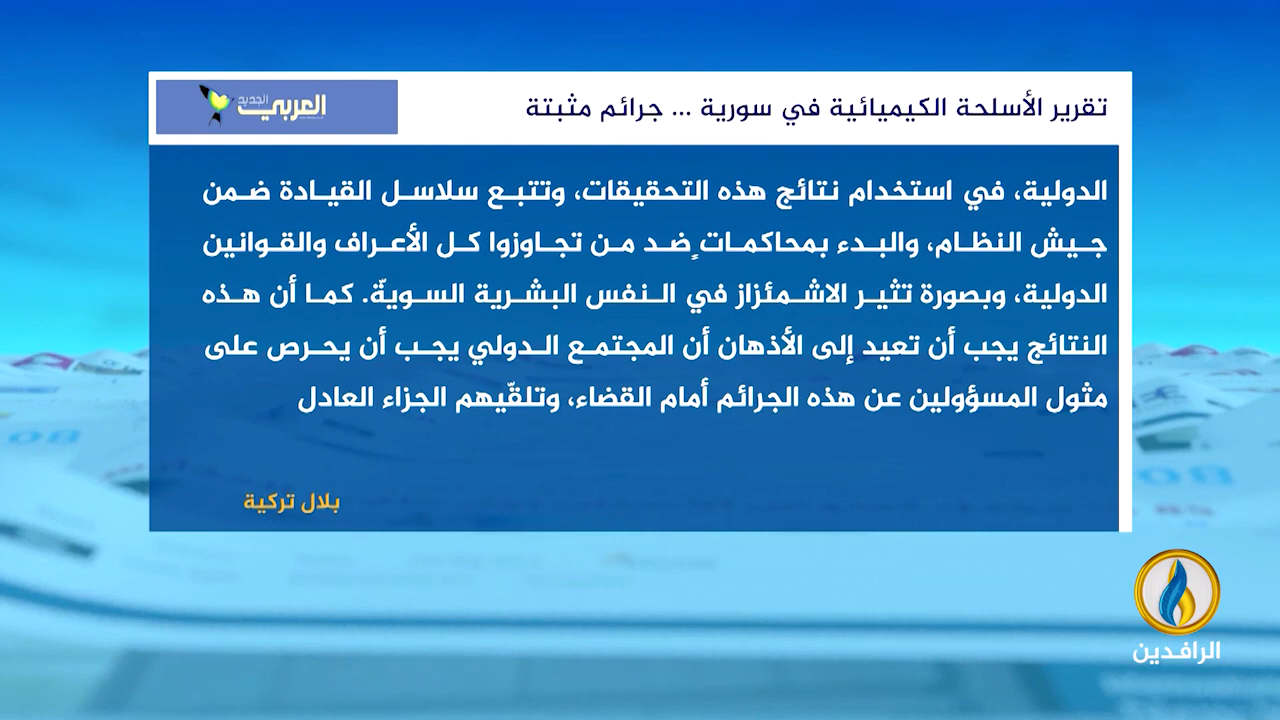 تقرير الأسلحة الكيميائية في سورية ... جرائم مثبتة
العربي الجديد
الدولية، في استخدام نتائج هذه التحقيقات، وتتبع سلاسل القيادة ضمن
جيش النظام، والبدء بمحاكماتٍ ضد من تجاوزوا كل الأعراف والقوانين
الدولية، وبصورة تثير الاشمئزاز في النفس البشرية السويّة. كما أن هذه
النتائج يجب أن تعيد إلى الأذهان أن المجتمع الدولي يجب أن يحرص على
مثول المسؤولين عن هذه الجرائم أمام القضاء، وتلقّيهم الجزاء العادل
بلال تركية
الرافدين